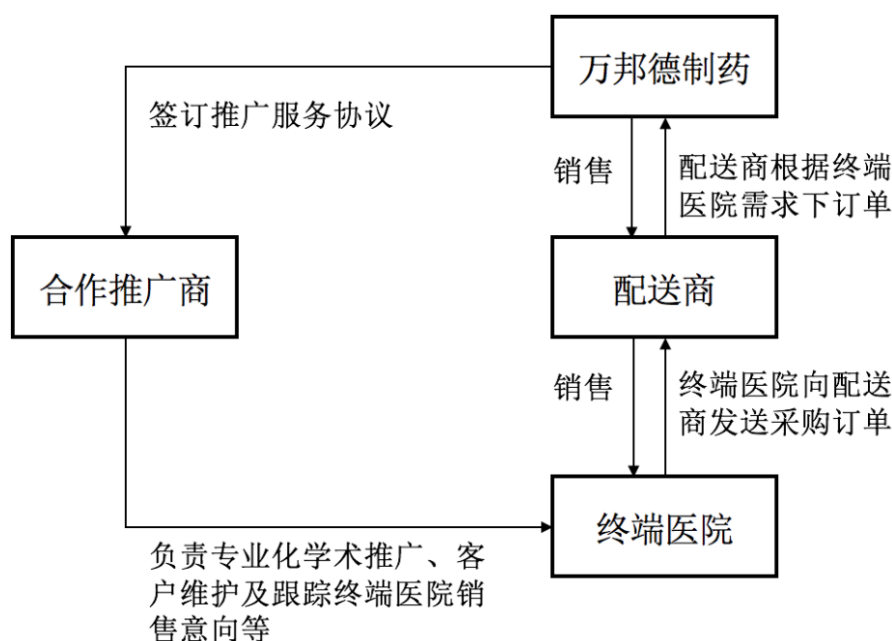 万邦德制药
签订推广服务协议
销售
配送商根据终端
医院需求下订单
合作推广商
配送商
销售
终端医院向配送
商发送采购订单
终端医院
负责专业化学术推广、客
户维护及跟踪终端医院销
售意向等